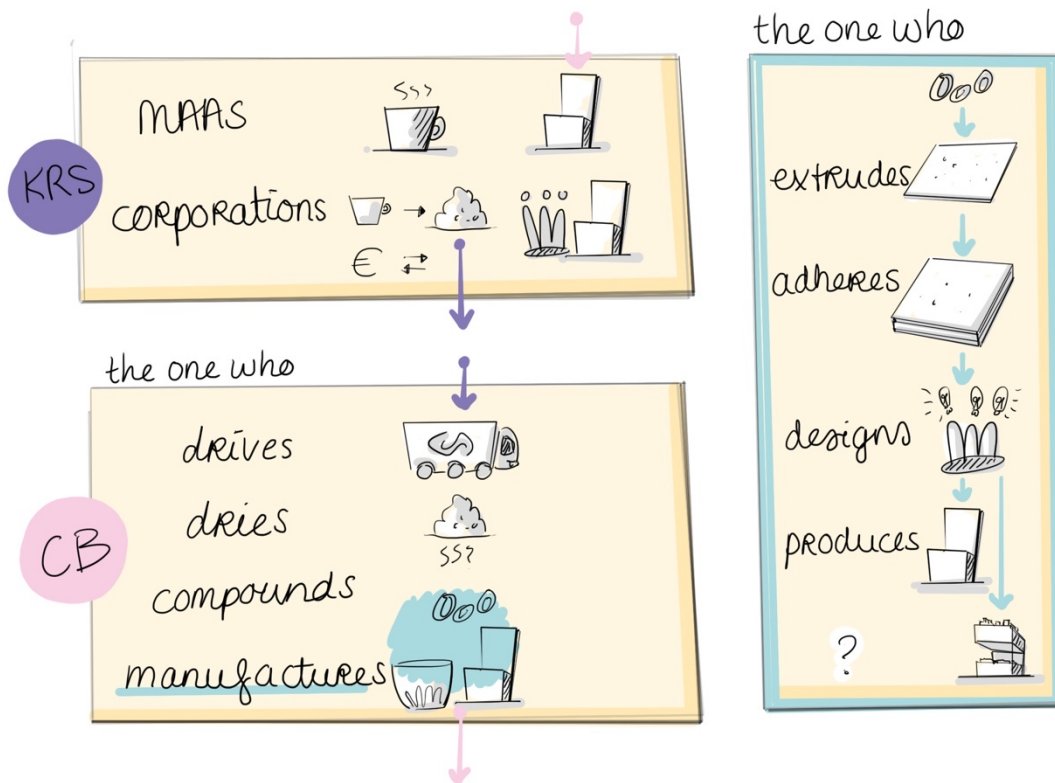 MAAS
KRS
CORPORATIONS
€
the one who
drives
dries
CB
compounds
manufactures
the one who
extrudes
adheres
designs
produces
?